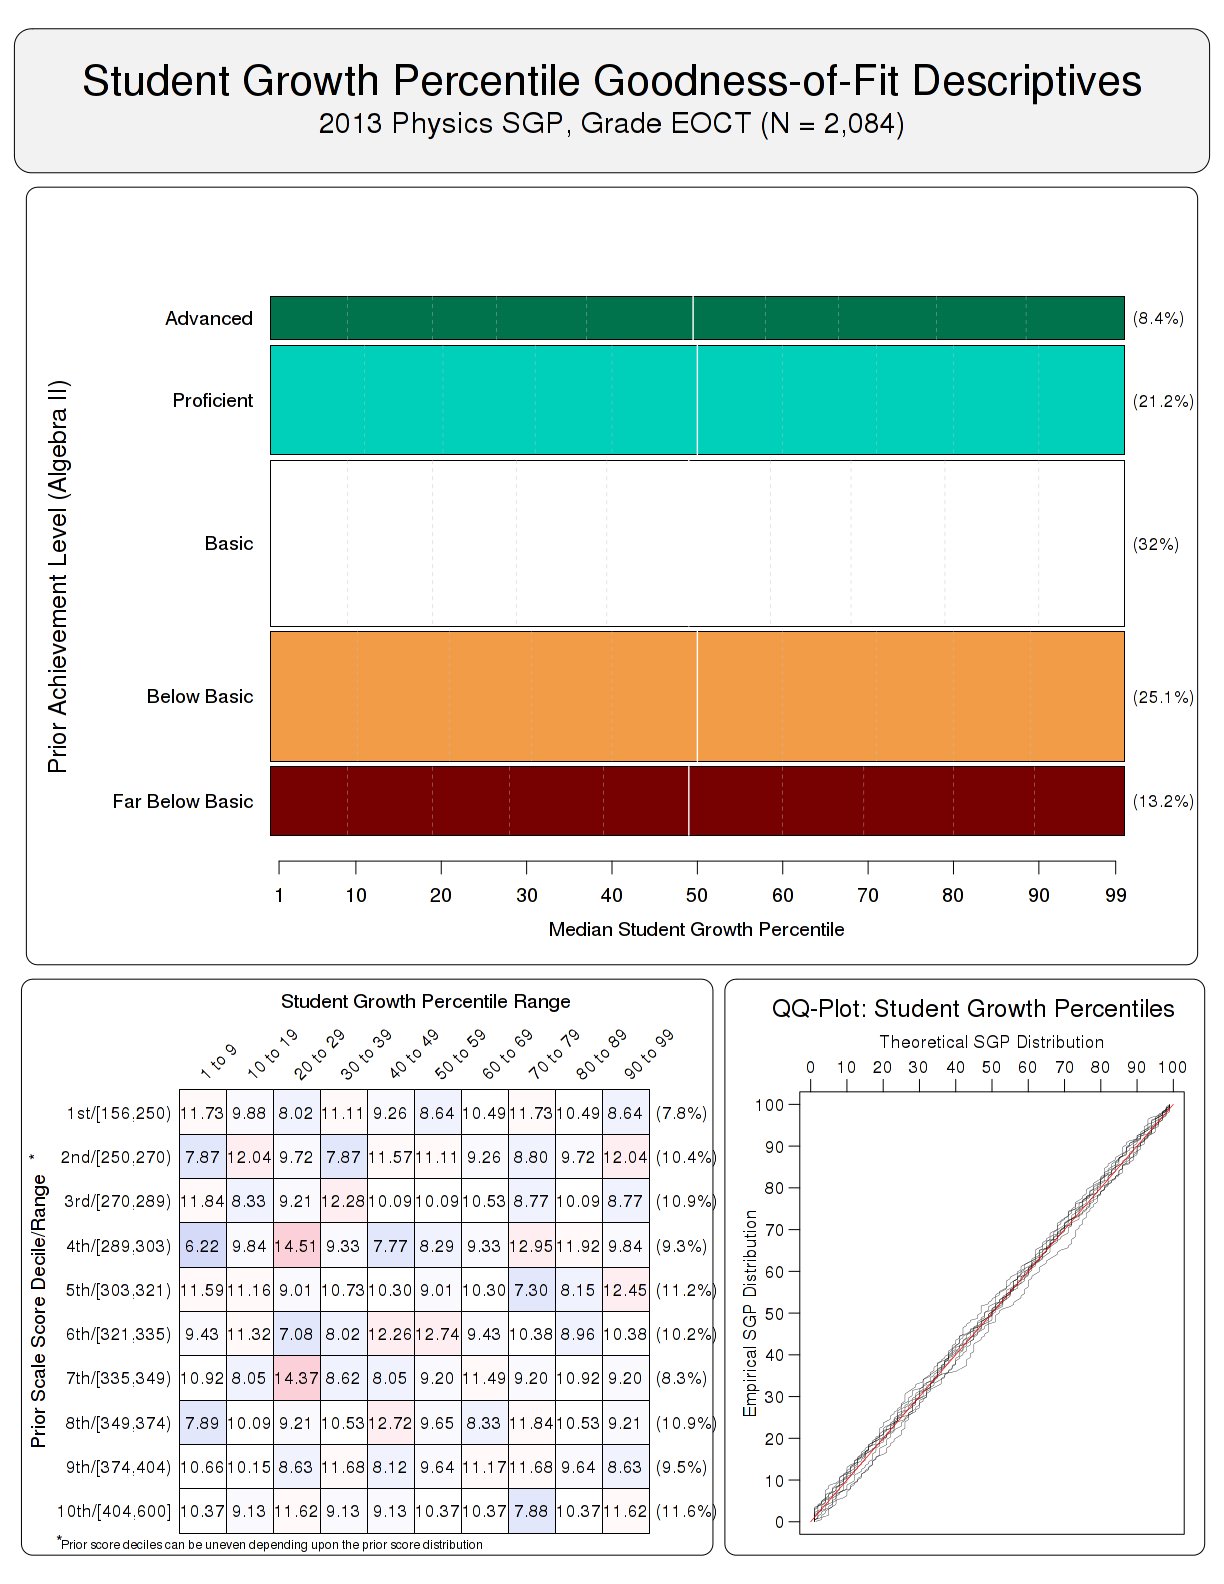 Student Growth Percentile Goodness-of-Fit Descriptives
2013 Physics SGP, Grade EOCT (N = 2,084)
Prior Achievement Level (Algebra II)
Advanced (8.4%)
Proficient (21.2%)
Basic (32%)
Below Basic (25.1%)
Far Below Basic (13.2%)
1 10 20 30 40 50 60 70 80 90 99
Median Student Growth Percentile
Student Growth Percentile Range
1 to 9 10 to 19 20 to 29 30 to 39 40 to 49 50 to 59 60 to 69 70 to 79 80 to 89 90 to 99
Prior Scale Score Decile/Range *
1st/[156,250) 11.73 9.88 8.02 11.11 9.26 8.64 10.49 11.73 10.49 8.64 (7.8%)
2nd/[250,270) 7.87 12.04 9.72 7.87 11.57 11.11 9.26 8.80 9.72 12.04 (10.4%)
3rd/[270,289) 11.84 8.33 9.21 12.28 10.09 10.09 10.53 8.77 10.09 8.77 (10.9%)
4th/[289,303) 6.22 9.84 14.51 9.33 7.77 8.29 9.33 12.95 11.92 9.84 (9.3%)
5th/[303,321) 11.59 11.16 9.01 10.73 10.30 9.01 10.30 7.30 8.15 12.45 (11.2%)
6th/[321,335) 9.43 11.32 7.08 8.02 12.26 12.74 9.43 10.38 8.96 10.38 (10.2%)
7th/[335,349) 10.92 8.05 14.37 8.62 8.05 9.20 11.49 9.20 10.92 9.20 (8.3%)
8th/[349,374) 7.89 10.09 9.21 10.53 12.72 9.65 8.33 11.84 10.53 9.21 (10.9%)
9th/[374,404) 10.66 10.15 8.63 11.68 8.12 9.64 11.17 11.68 9.64 8.63 (9.5%)
10th/[404,600] 10.37 9.13 11.62 9.13 9.13 10.37 10.37 7.88 10.37 11.62 (11.6%)
*Prior score deciles can be uneven depending upon the prior score distribution
QQ-Plot: Student Growth Percentiles
Theoretical SGP Distribution
0 10 20 30 40 50 60 70 80 90 100
Empirical SGP Distribution
100
90
80
70
60
50
40
30
20
10
0